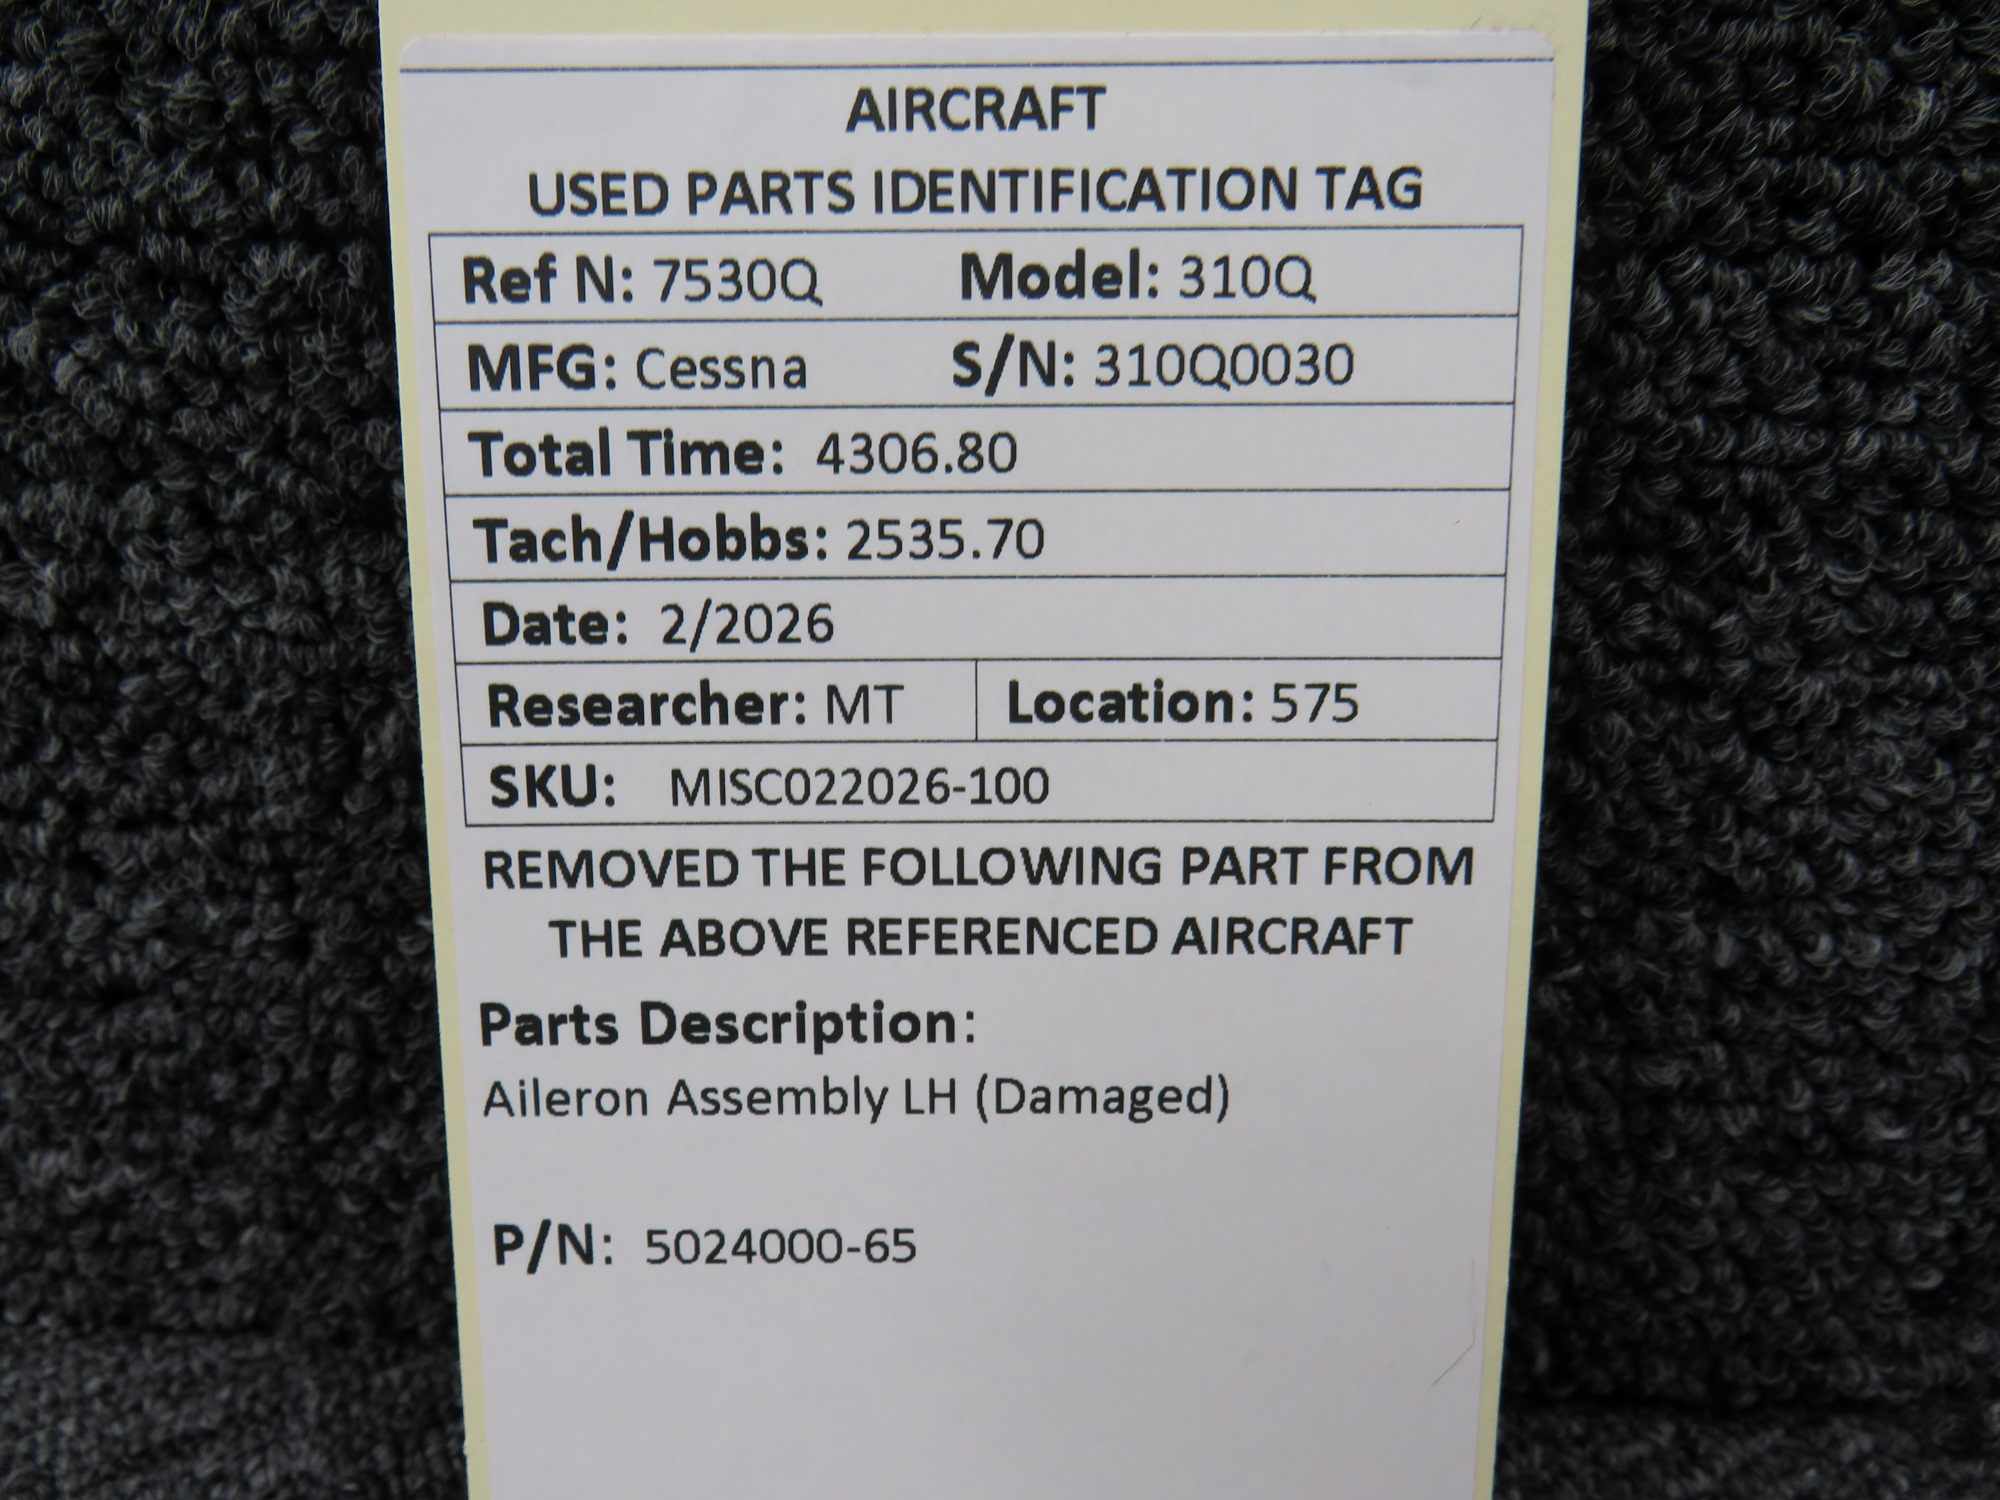 AIRCRAFT
USED PARTS IDENTIFICATION TAG
Ref N: 7530Q Model: 310Q
MFG: Cessna S/N: 310Q0030
Total Time: 4306.80
Tach/Hobbs: 2535.70
Date: 2/2026
Researcher: MT Location: 575
SKU: MISC022026-100
REMOVED THE FOLLOWING PART FROM
THE ABOVE REFERENCED AIRCRAFT
Parts Description:
Aileron Assembly LH (Damaged)
P/N: 5024000-65